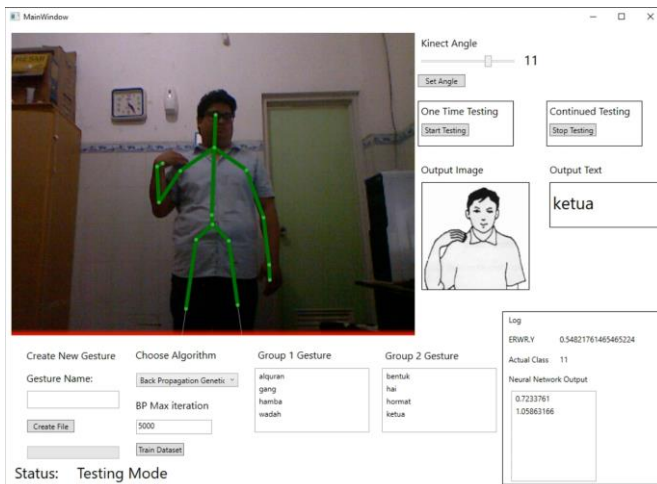 MainWindow
Kinect Angle
11
Set Angle
One Time Testing
Start Testing
Continued Testing
Stop Testing
Output Image
Output Text
ketua
Log
ERWR.Y 0.54821761465465224
Actual Class 11
Neural Network Output
0.7233761
1.05863166
Create New Gesture
Gesture Name:
Create File
Choose Algorithm
Back Propagation Genetic
BP Max iteration
5000
Train Dataset
Group 1 Gesture
alquran
gang
hamba
wadah
Group 2 Gesture
bentuk
hai
hormat
ketua
Status: Testing Mode